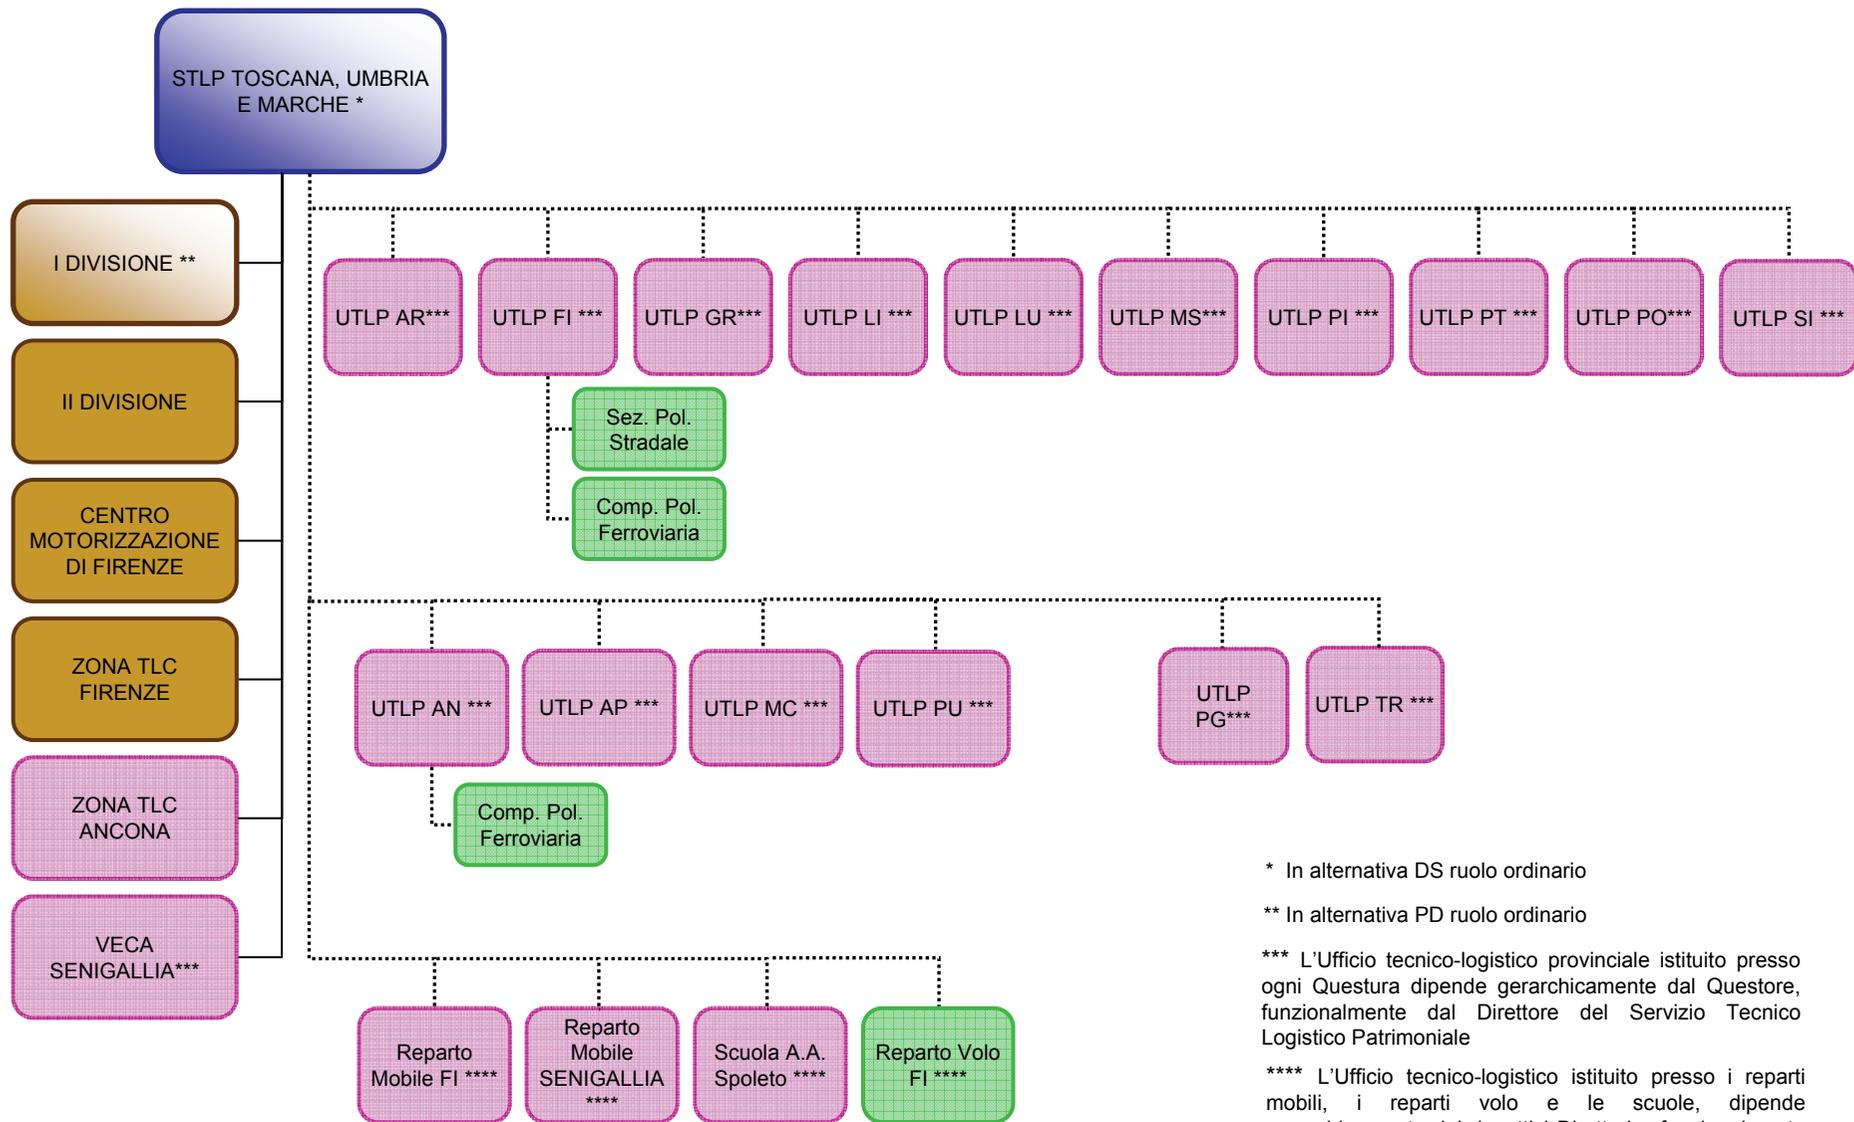 STLP TOSCANA, UMBRIA
E MARCHE *
I DIVISIONE **
II DIVISIONE
CENTRO
MOTORIZZAZIONE
DI FIRENZE
ZONA TLC
FIRENZE
ZONA TLC
ANCONA
VECA
SENIGALLIA***
UTLP AR***
UTLP FI ***
UTLP GR***
UTLP LI ***
UTLP LU ***
UTLP MS***
UTLP PI ***
UTLP PT ***
UTLP PO***
UTLP SI ***
Sez. Pol.
Stradale
Comp. Pol.
Ferroviaria
UTLP AN ***
UTLP AP ***
UTLP MC ***
UTLP PU ***
UTLP
PG***
UTLP TR ***
Comp. Pol.
Ferroviaria
Reparto
Mobile FI ****
Reparto
Mobile
SENIGALLIA
****
Scuola A.A.
Spoleto ****
Reparto Volo
FI ****
* In alternativa DS ruolo ordinario
** In alternativa PD ruolo ordinario
*** L'Ufficio tecnico-logistico provinciale istituito presso
ogni Questura dipende gerarchicamente dal Questore,
funzionalmente dal Direttore del Servizio Tecnico
Logistico Patrimoniale
**** L'Ufficio tecnico-logistico istituito presso i reparti
mobili, i reparti volo e le scuole, dipende